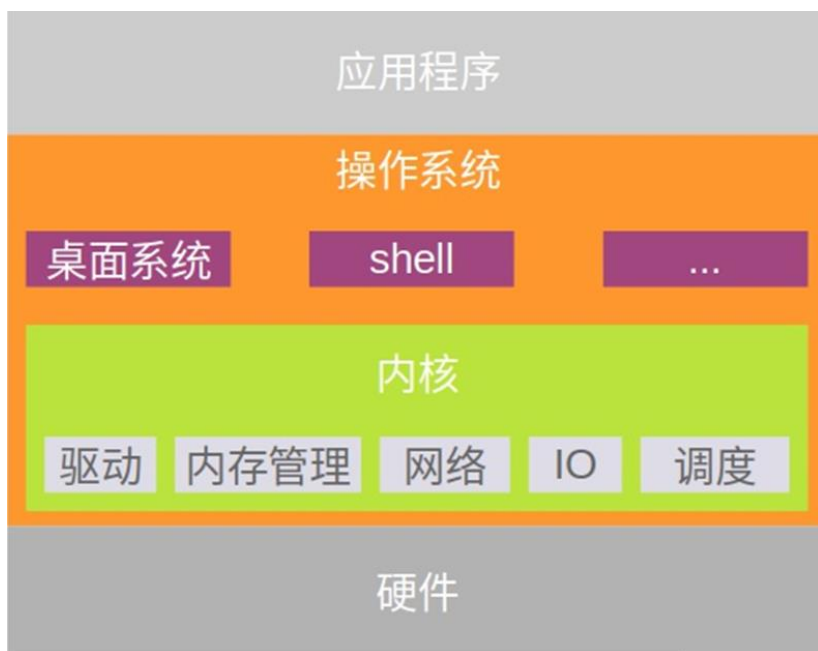 应用程序
操作系统
桌面系统 shell ...
内核
驱动 内存管理 网络 IO 调度
硬件